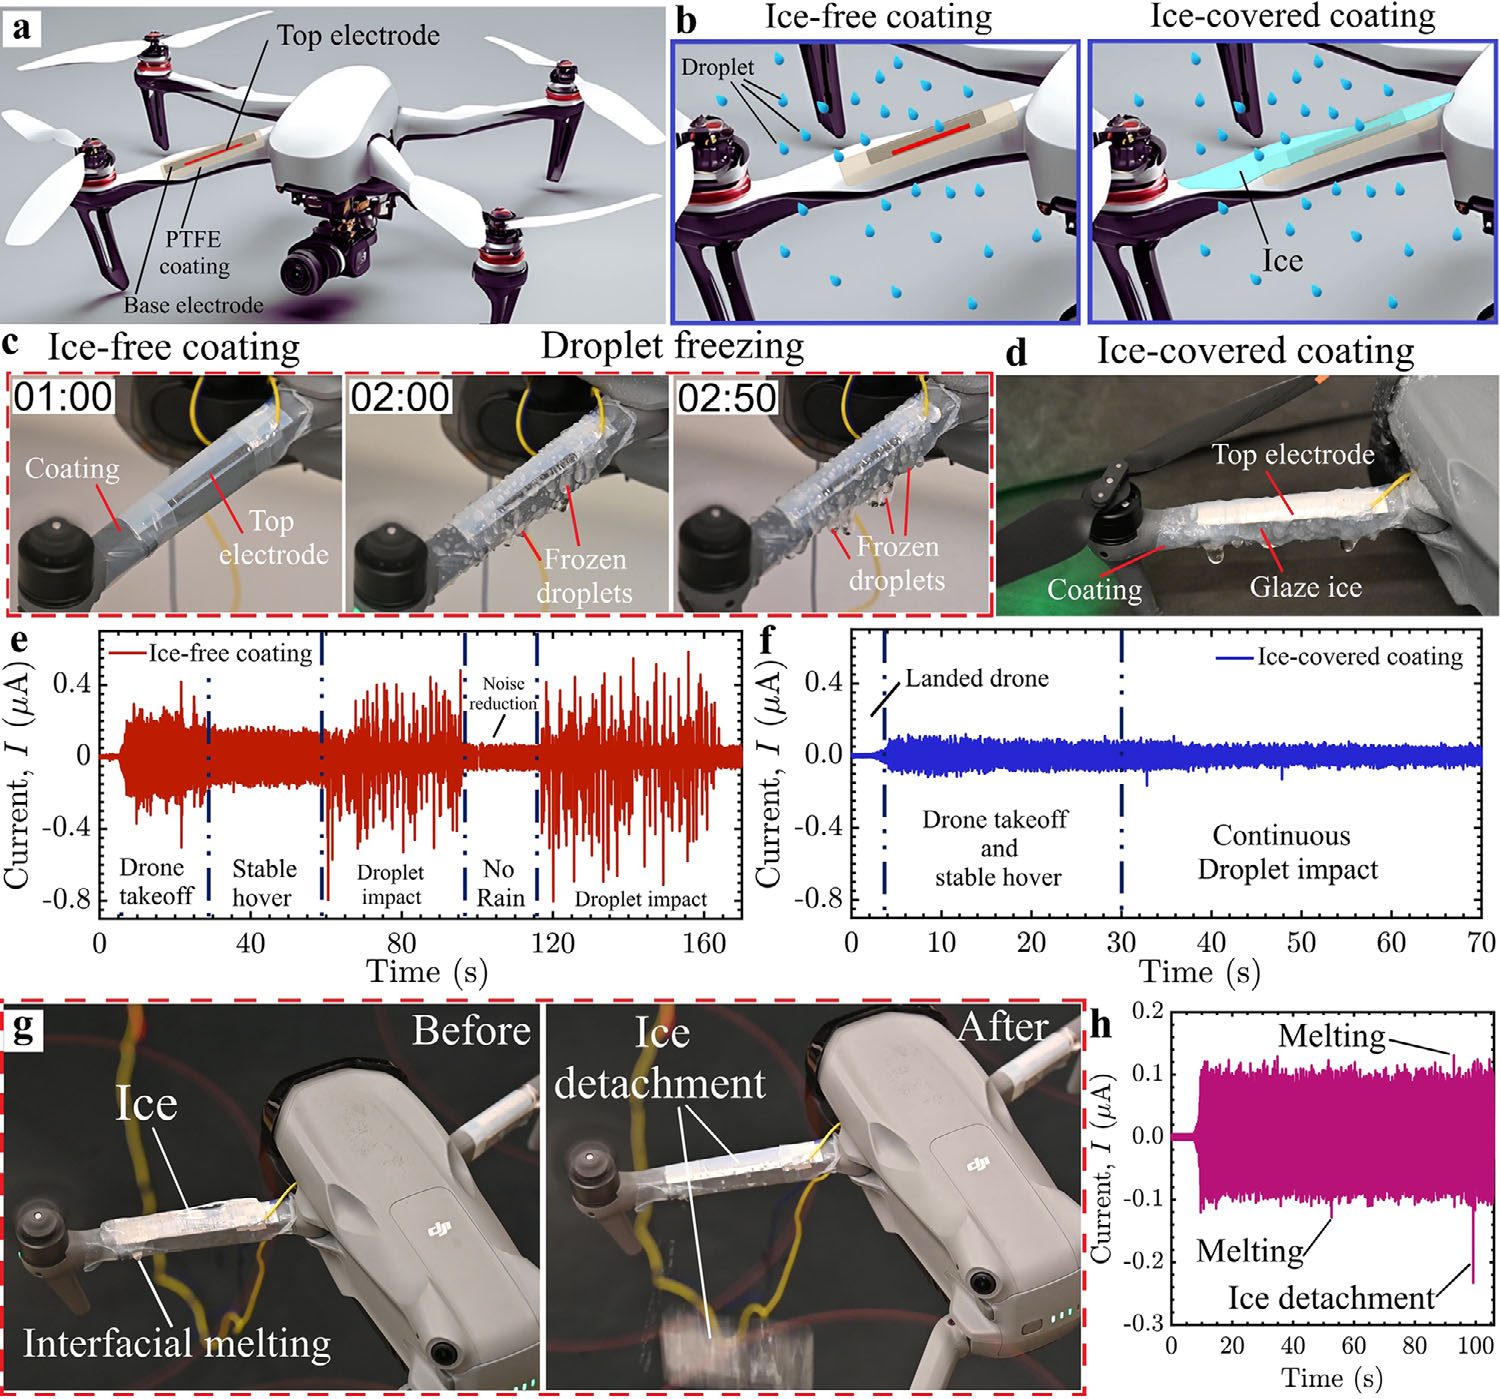 a
Top electrode
PTFE
coating
Base electrode
b
Ice-free coating
Ice-covered coating
Droplet
Ice
c
Ice-free coating
Droplet freezing
01:00
02:00
02:50
Coating
Top
electrode
Frozen
droplets
Frozen
droplets
d
Ice-covered coating
Top electrode
Coating
Glaze ice
e
Ice-free coating
Noise
reduction
Current, I (μA)
0.4
0
-0.4
-0.8
Drone
takeoff
Stable
hover
Droplet
impact
No
Rain
Droplet impact
0
40
80
120
160
Time (s)
f
Ice-covered coating
Landed drone
Current, I (μA)
0.4
0.0
-0.4
-0.8
Drone takeoff
and
stable hover
Continuous
Droplet impact
0
10
20
30
40
50
60
70
Time (s)
g
Before
Ice
Interfacial melting
dji
After
Ice
detachment
dji
h
Current, I (μA)
0.2
0.1
0.0
-0.1
-0.2
-0.3
Melting
Melting
Ice detachment
0
20
40
60
80
100
Time (s)